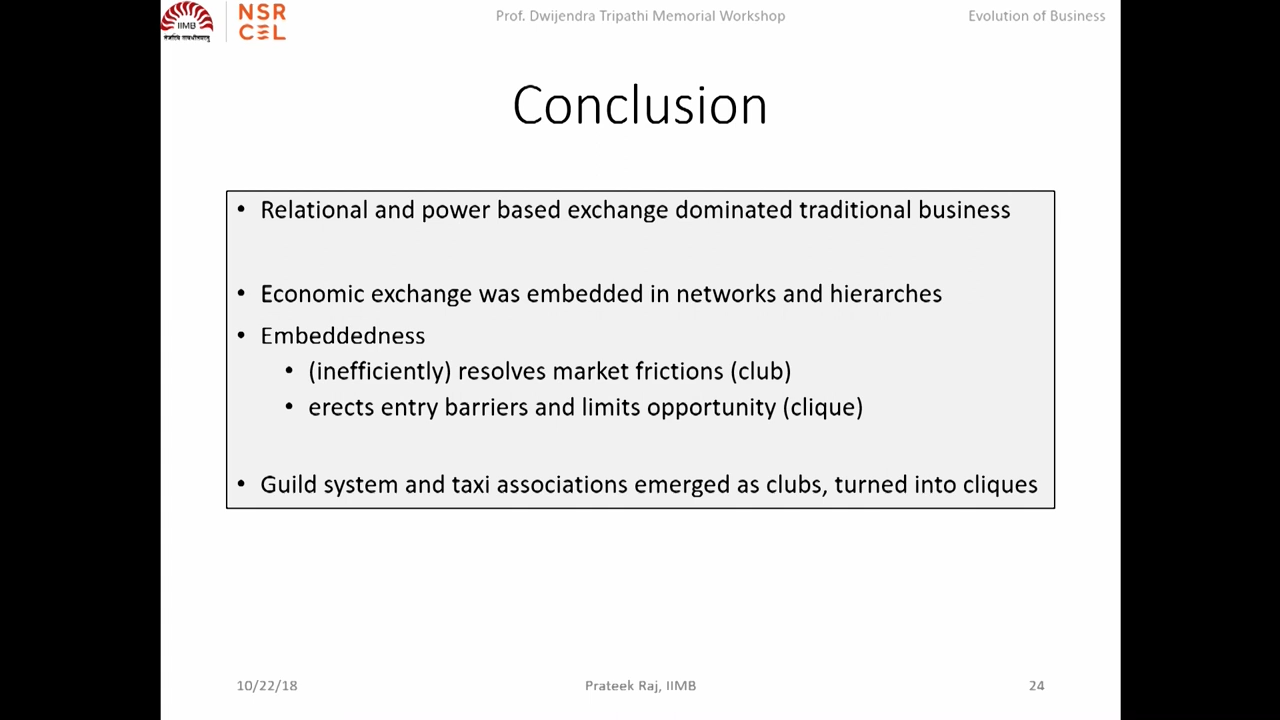 IIMB
NSR
CEL
Prof. Dwijendra Tripathi Memorial Workshop
Evolution of Business
Conclusion
• Relational and power based exchange dominated traditional business
• Economic exchange was embedded in networks and hierarches
• Embeddedness
• (inefficiently) resolves market frictions (club)
• erects entry barriers and limits opportunity (clique)
• Guild system and taxi associations emerged as clubs, turned into cliques
10/22/18
Prateek Raj, IIMB
24